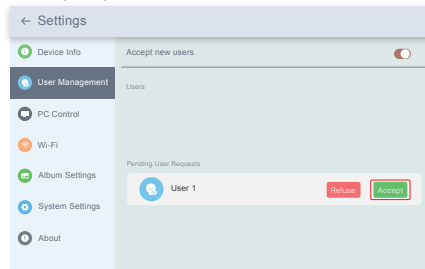 ← Settings
Device Info
Accept new users
User Management
Users
PC Control
Wi-Fi
Pending User Requests
Album Settings
User 1
Refuse
Accept
System Settings
About